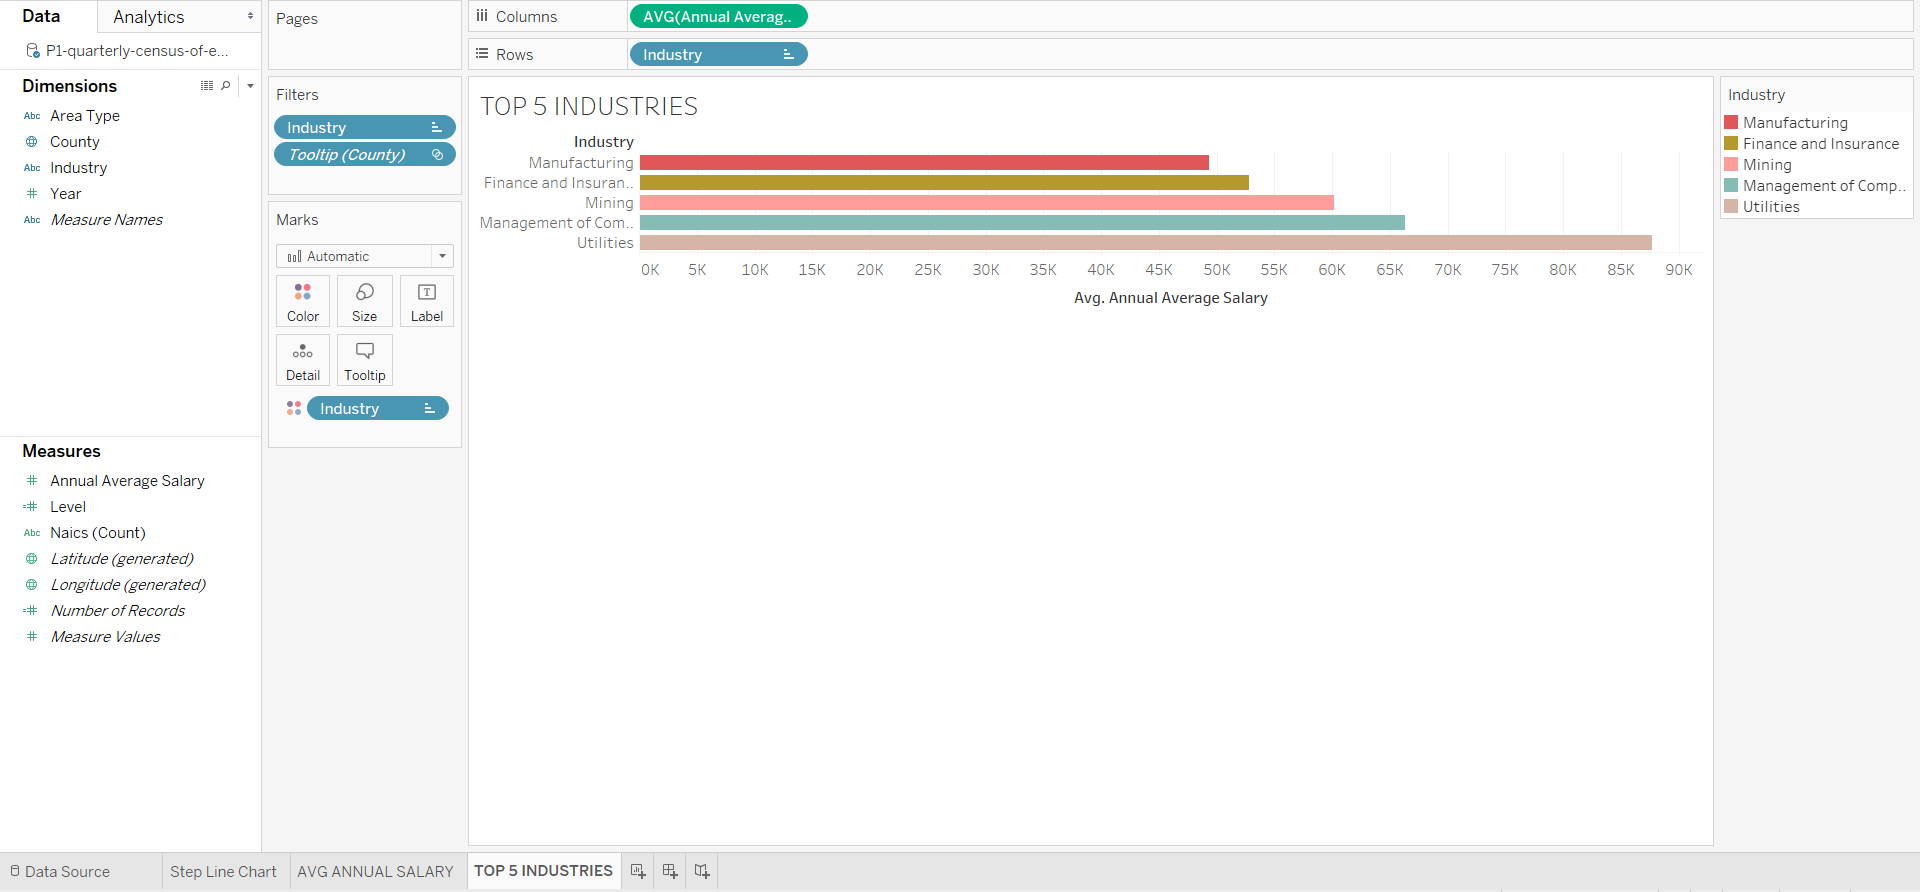 Data
Analytics
P1-quarterly-census-of-e...
Dimensions
Abc Area Type
County
Abc Industry
Year
Abc Measure Names
Measures
Annual Average Salary
Level
Abc Naics (Count)
Latitude (generated)
Longitude (generated)
Number of Records
Measure Values
Pages
Filters
Industry
Tooltip (County)
Marks
Automatic
Color
Size
T
Label
Detail
Tooltip
Industry
Columns
AVG(Annual Averag..
Rows
Industry
TOP 5 INDUSTRIES
Industry
Manufacturing
Finance and Insuran..
Mining
Management of Com..
Utilities
0K 5K 10K 15K 20K 25K 30K 35K 40K 45K 50K 55K 60K 65K 70K 75K 80K 85K 90K
Avg. Annual Average Salary
Industry
Manufacturing
Finance and Insurance
Mining
Management of Comp..
Utilities
Data Source
Step Line Chart
AVG ANNUAL SALARY
TOP 5 INDUSTRIES